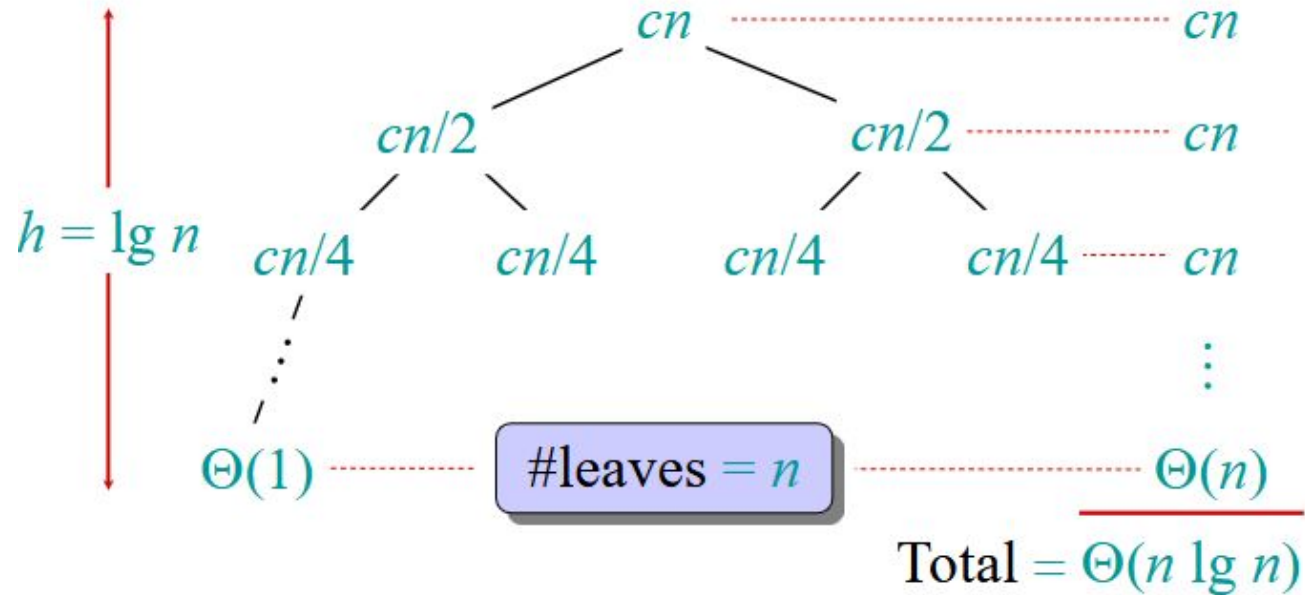 cn cn
cn/2 cn/2 cn
h = lg n cn/4 cn/4 cn/4 cn/4 cn
Θ(1) #leaves = n Θ(n)
Total = Θ(n lg n)